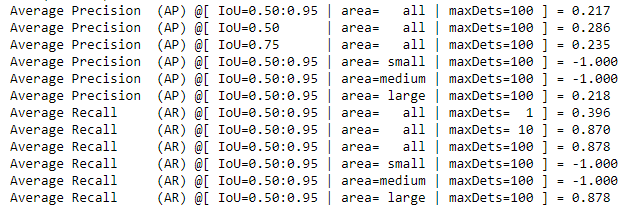 Average Precision  (AP) @[ IoU=0.50:0.95 | area=   all | maxDets=100 ] = 0.217
Average Precision  (AP) @[ IoU=0.50      | area=   all | maxDets=100 ] = 0.286
Average Precision  (AP) @[ IoU=0.75      | area=   all | maxDets=100 ] = 0.235
Average Precision  (AP) @[ IoU=0.50:0.95 | area= small | maxDets=100 ] = -1.000
Average Precision  (AP) @[ IoU=0.50:0.95 | area=medium | maxDets=100 ] = -1.000
Average Precision  (AP) @[ IoU=0.50:0.95 | area= large | maxDets=100 ] = 0.218
Average Recall     (AR) @[ IoU=0.50:0.95 | area=   all | maxDets=  1 ] = 0.396
Average Recall     (AR) @[ IoU=0.50:0.95 | area=   all | maxDets= 10 ] = 0.870
Average Recall     (AR) @[ IoU=0.50:0.95 | area=   all | maxDets=100 ] = 0.878
Average Recall     (AR) @[ IoU=0.50:0.95 | area= small | maxDets=100 ] = -1.000
Average Recall     (AR) @[ IoU=0.50:0.95 | area=medium | maxDets=100 ] = -1.000
Average Recall     (AR) @[ IoU=0.50:0.95 | area= large | maxDets=100 ] = 0.878